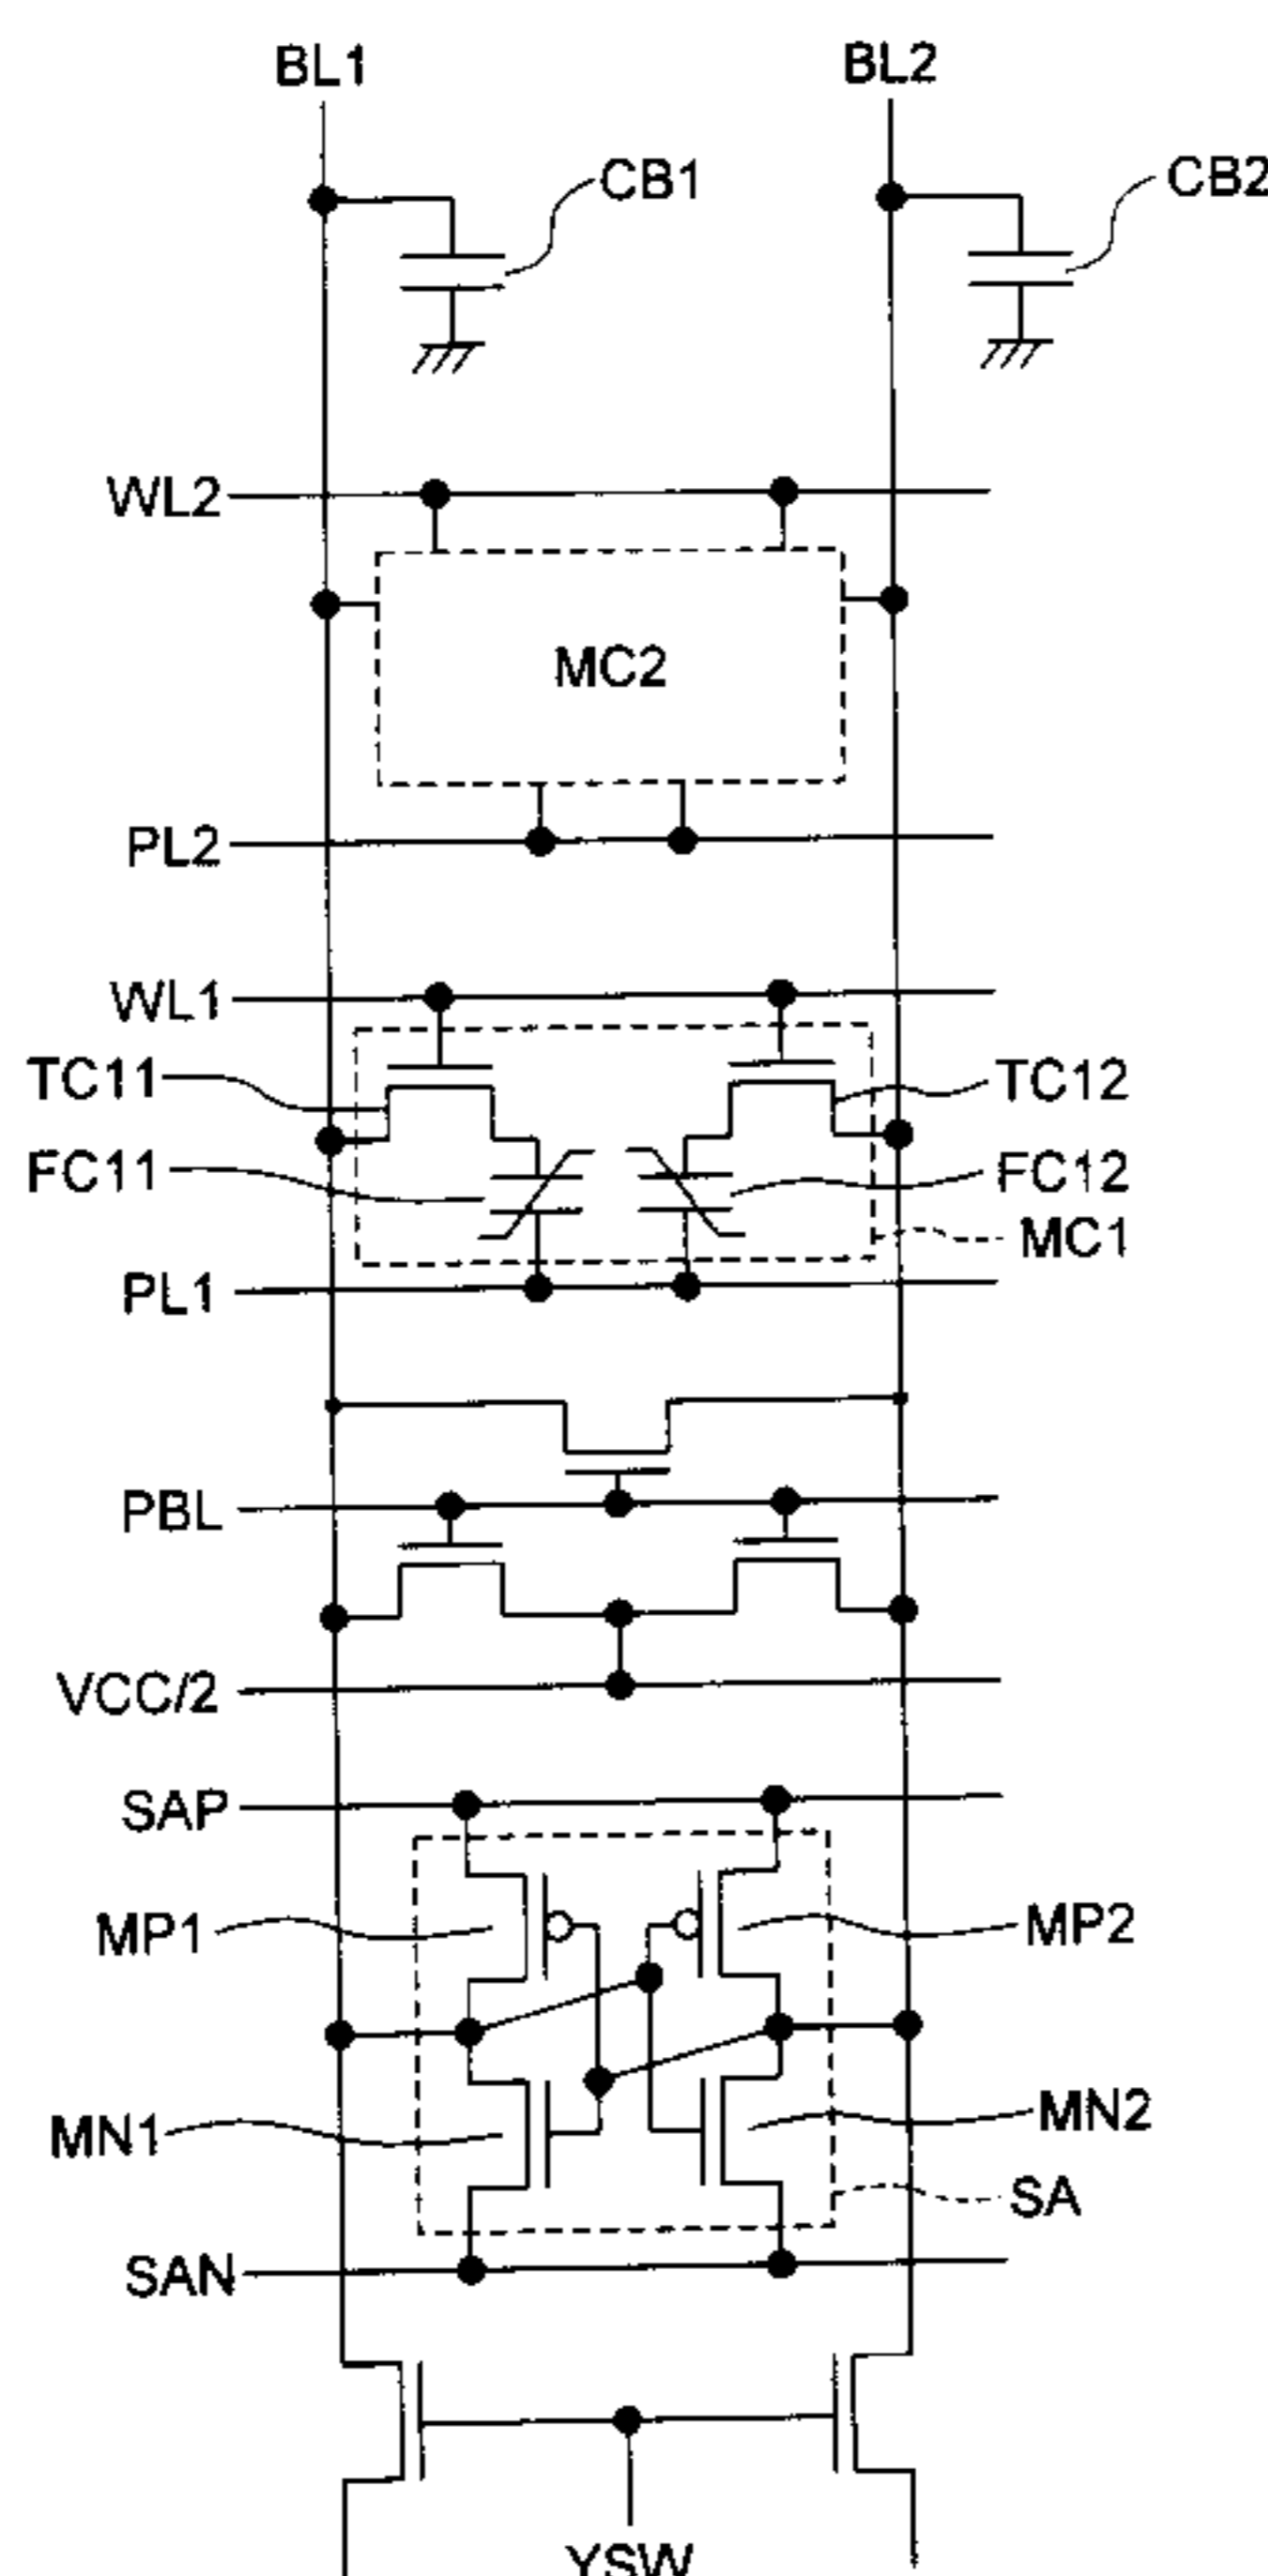 BL1 BL2
CB1 CB2
WL2
MC2
PL2
WL1
TC11 TC12
FC11 FC12
MC1
PL1
PBL
VCC/2
SAP
MP1 MP2
MN1 MN2
SA
SAN
YSW